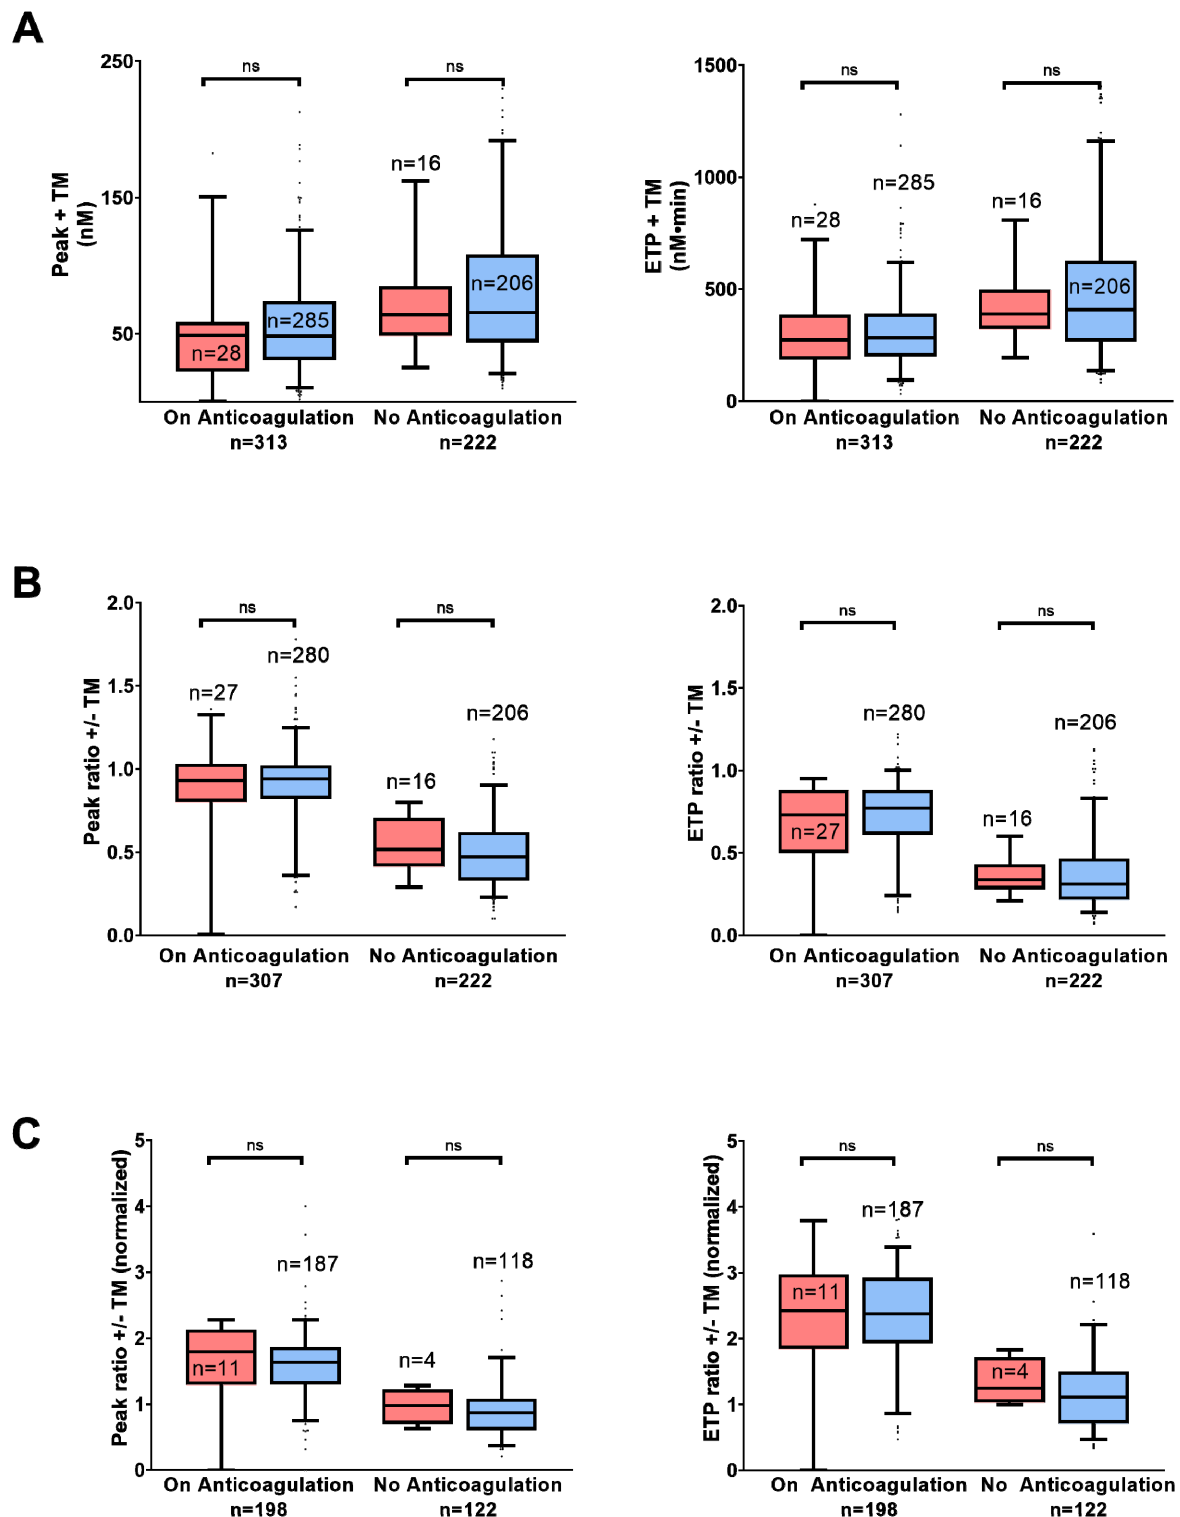 A
Peak + TM
(nM)
250
150
50
ns
ns
n=28
n=285
n=16
n=206
On Anticoagulation
n=313
No Anticoagulation
n=222
ETP + TM
(nM•min)
1500
1000
500
0
ns
ns
n=28
n=285
n=16
n=206
On Anticoagulation
n=313
No Anticoagulation
n=222
B
Peak ratio +/- TM
2.0
1.5
1.0
0.5
0.0
ns
ns
n=27
n=280
n=16
n=206
On Anticoagulation
n=307
No Anticoagulation
n=222
ETP ratio +/- TM
2.0
1.5
1.0
0.5
0.0
ns
ns
n=27
n=280
n=16
n=206
On Anticoagulation
n=307
No Anticoagulation
n=222
C
Peak ratio +/- TM (normalized)
5
4
3
2
1
0
ns
ns
n=11
n=187
n=4
n=118
On Anticoagulation
n=198
No Anticoagulation
n=122
ETP ratio +/- TM (normalized)
5
4
3
2
1
0
ns
ns
n=11
n=187
n=4
n=118
On Anticoagulation
n=198
No Anticoagulation
n=122